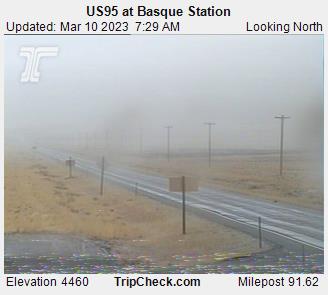 US95 at Basque Station
Updated: Mar 10 2023 7:29 AM Looking North
Elevation 4460 TripCheck.com Milepost 91.62